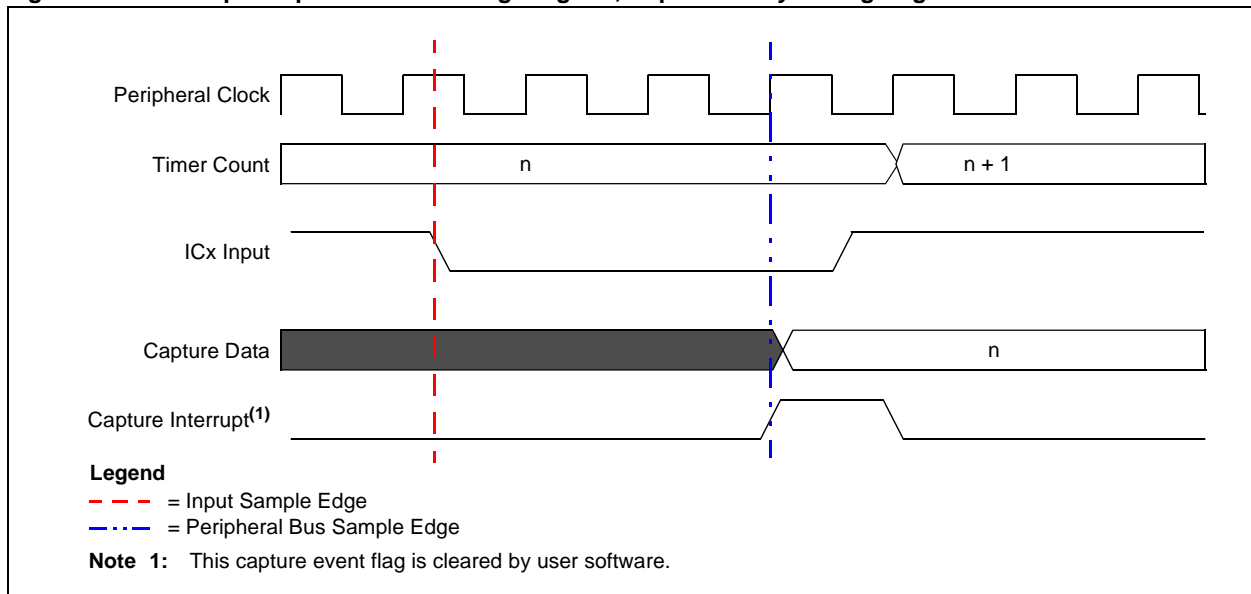 Peripheral Clock
Timer Count
n
n + 1
ICx Input
Capture Data
n
Capture Interrupt(1)
Legend
= Input Sample Edge
= Peripheral Bus Sample Edge
Note 1: This capture event flag is cleared by user software.